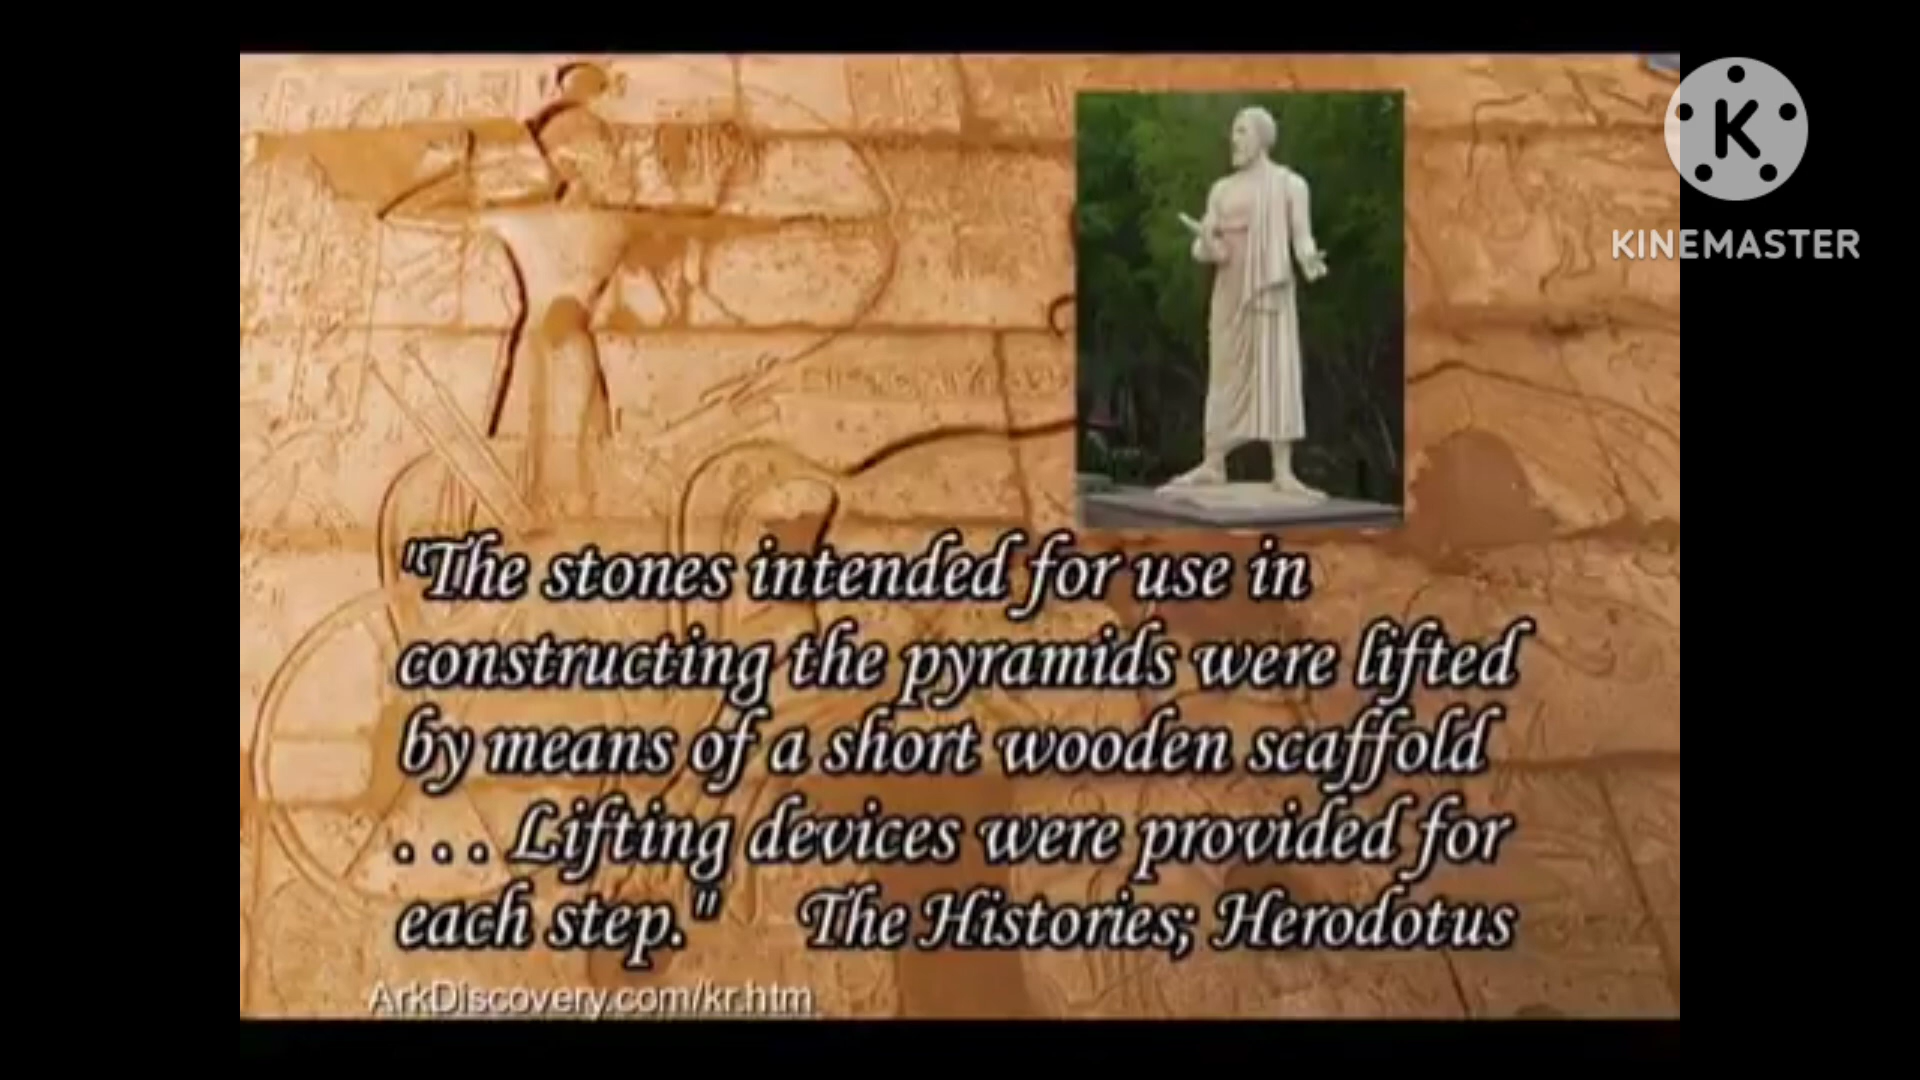 KINEMASTER
"The stones intended for use in
constructing the pyramids were lifted
by means of a short wooden scaffold
. . . Lifting devices were provided for
each step." The Histories; Herodotus
ArkDiscovery.com/kr.htm